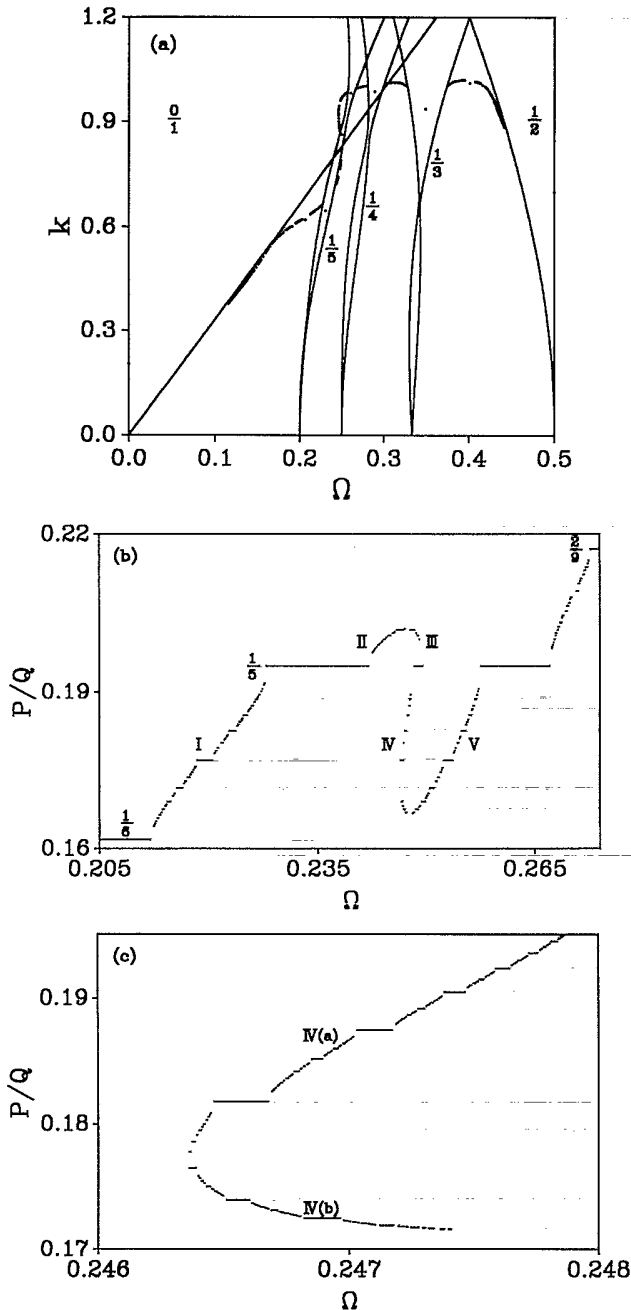 (a)
1.2
0.9
0.6
0.3
0.0
k
0/1
1/5
1/4
1/3
1/2
0.0 0.1 0.2 0.3 0.4 0.5
Ω
(b)
0.22
0.19
0.16
P/Q
1/6
I
1/5
II
III
IV
V
2/9
0.205 0.235 0.265
Ω
(c)
0.19
0.18
0.17
P/Q
IV(a)
IV(b)
0.246 0.247 0.248
Ω